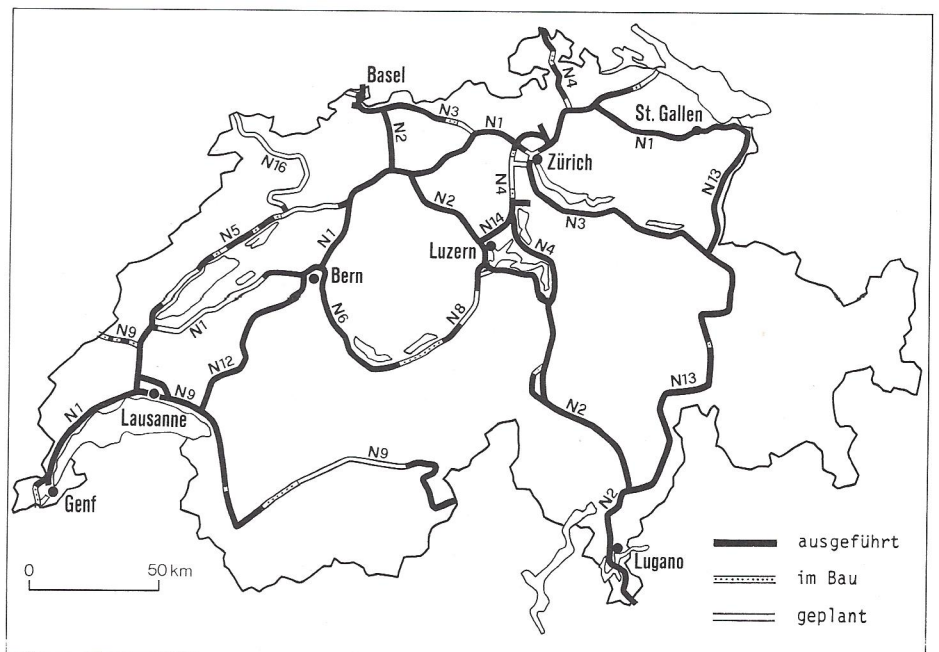 Basel
N4
N3
N1
St. Gallen
N2
N1
Zürich
N16
N4
N13
N2
N3
N5
N14
N1
Luzern
N4
Bern
N1
N6
N8
N9
N12
N13
N9
N2
N1
Lausanne
N9
N2
Genf
ausgeführt
Lugano
0
50 km
im Bau
geplant